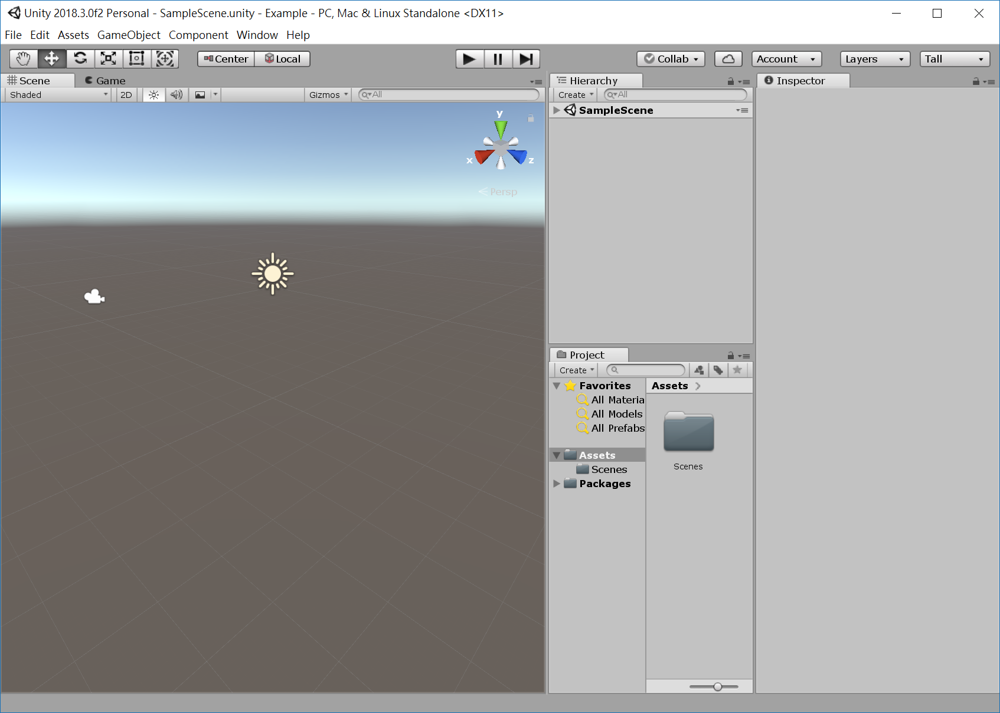 Unity 2018.3.0f2 Personal - SampleScene.unity - Example - PC, Mac & Linux Standalone <DX11>
File Edit Assets GameObject Component Window Help
Center Local Collab Account Layers Tall
Scene Game
Shaded 2D Gizmos All
y
x z
Persp
Hierarchy
Create All
SampleScene
Project
Create
Favorites
All Materia
All Models
All Prefabs
Assets
Scenes
Packages
Assets
Scenes
Inspector